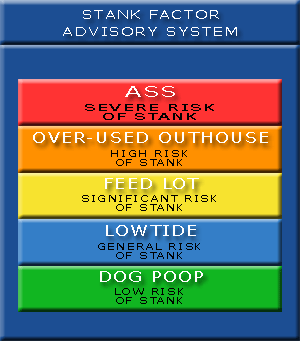 STANK FACTOR
ADVISORY SYSTEM
ASS
SEVERE RISK
OF STANK
OVER-USED OUTHOUSE
HIGH RISK
OF STANK
FEED LOT
SIGNIFICANT RISK
OF STANK
LOWTIDE
GENERAL RISK
OF STANK
DOG POOP
LOW RISK
OF STANK